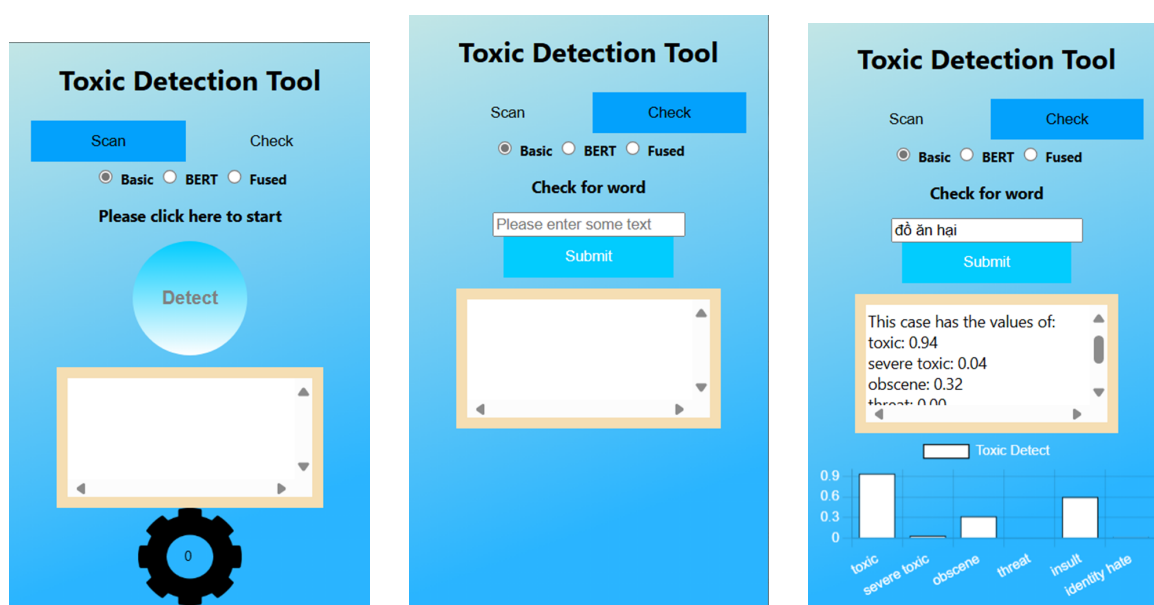 Toxic Detection Tool
Scan Check
Basic BERT Fused
Please click here to start
Detect
0
Toxic Detection Tool
Scan Check
Basic BERT Fused
Check for word
Please enter some text
Submit
Toxic Detection Tool
Scan Check
Basic BERT Fused
Check for word
đồ ăn hại
Submit
This case has the values of:
toxic: 0.94
severe toxic: 0.04
obscene: 0.32
threat: 0.00
Toxic Detect
0.9
0.6
0.3
0
toxic severe toxic obscene threat insult identity hate